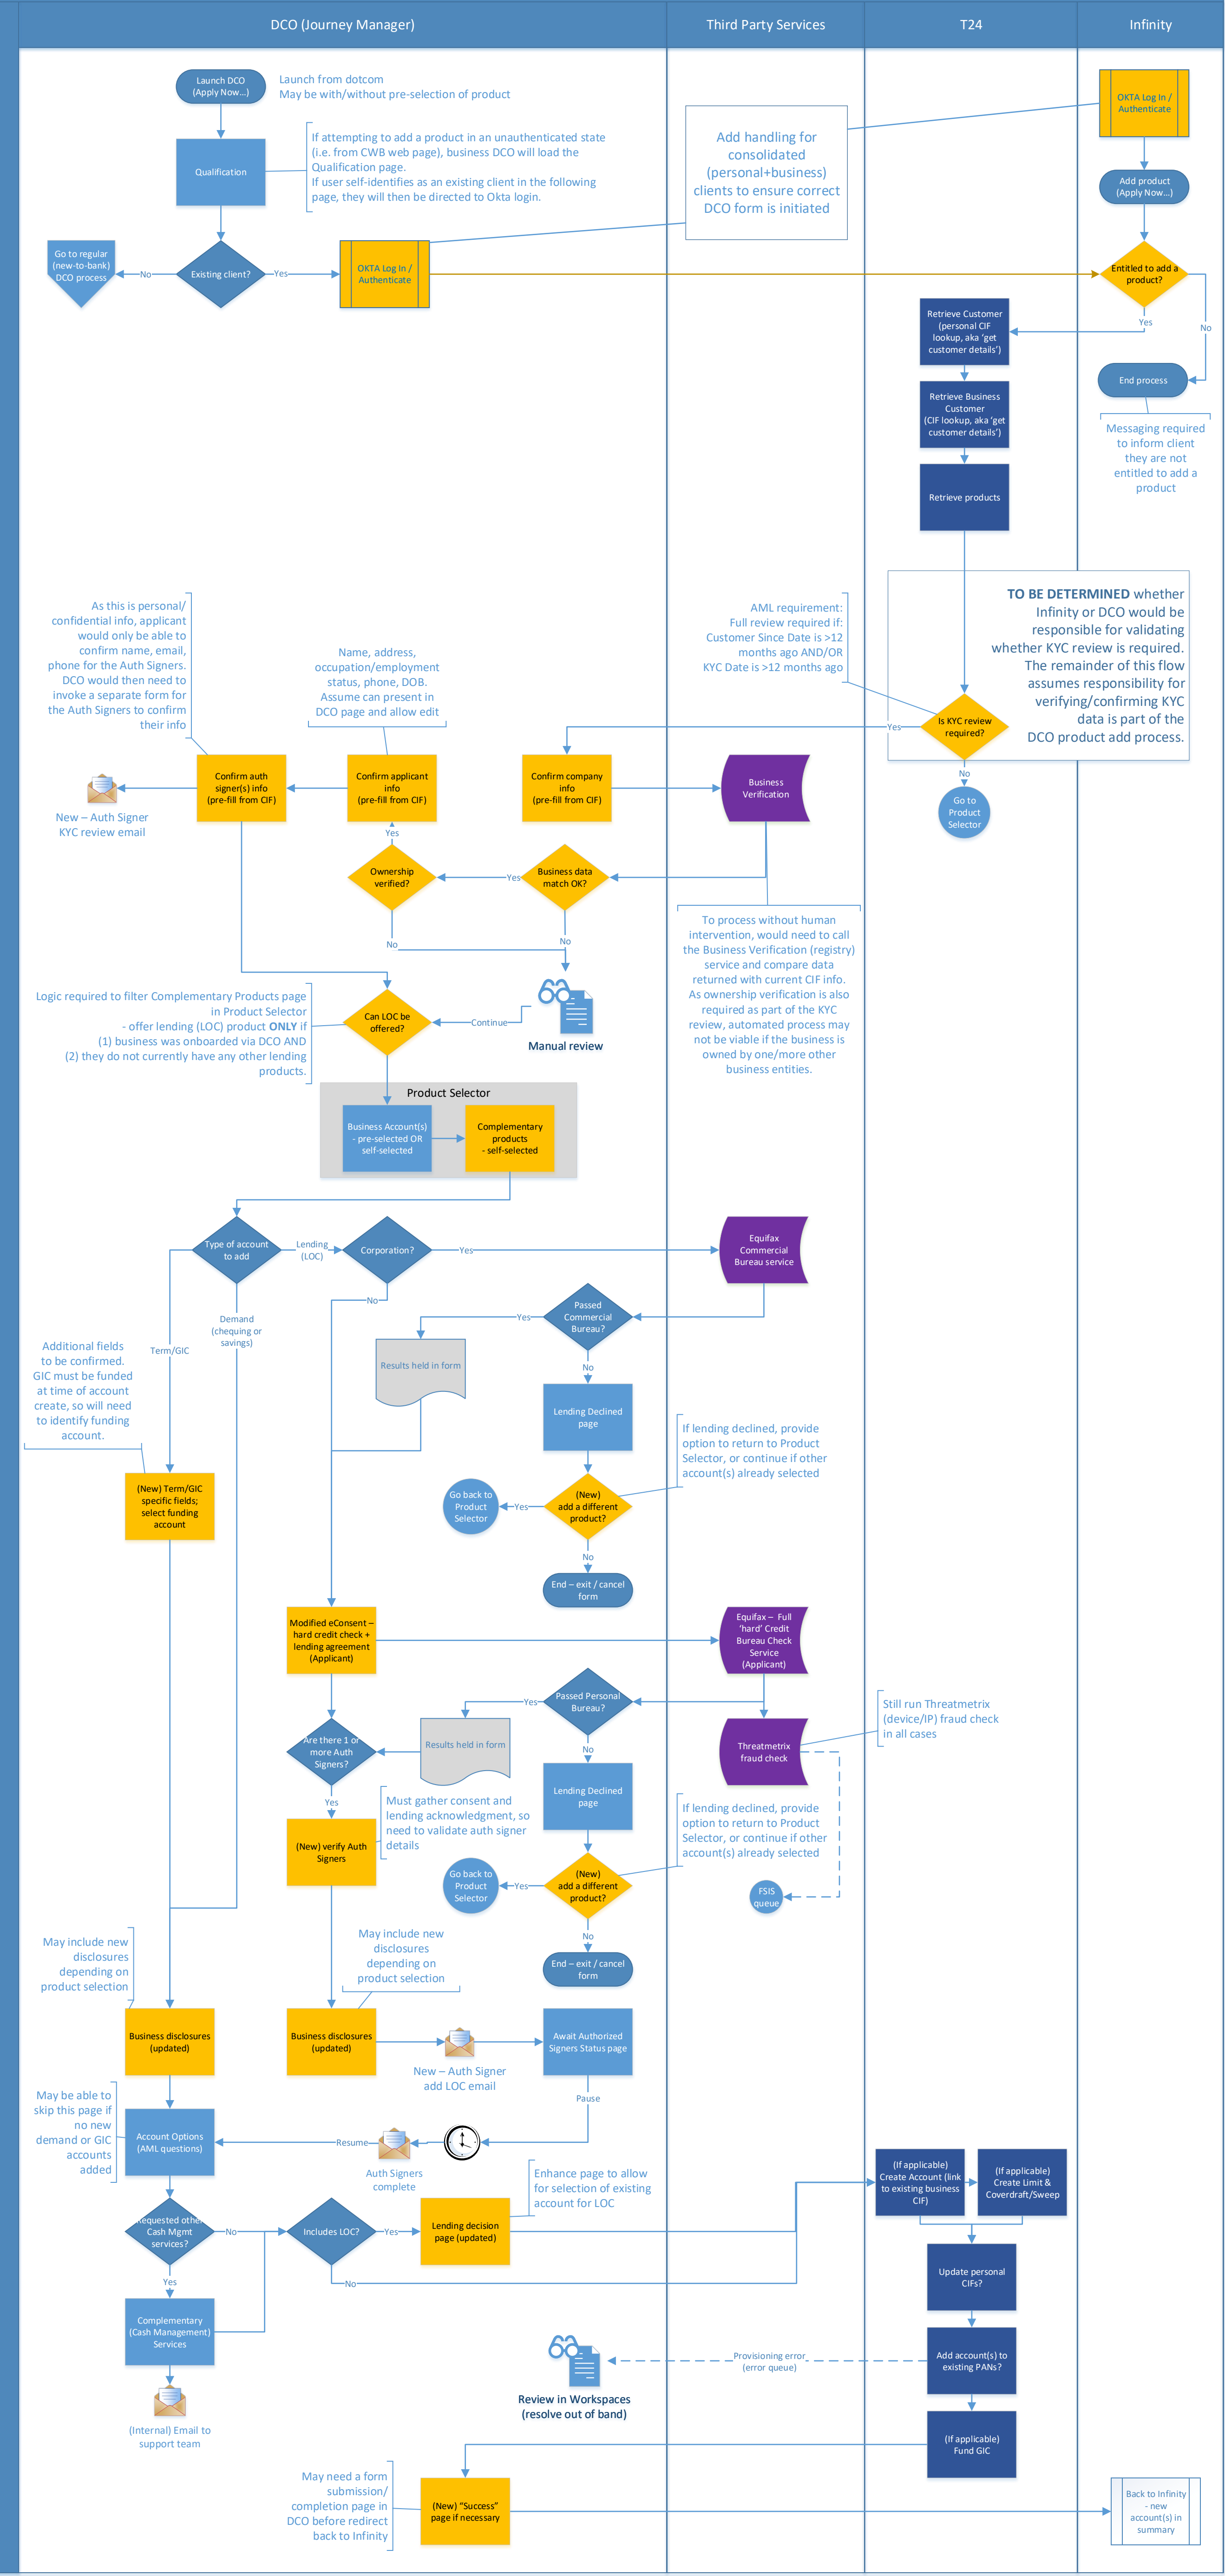 DCO (Journey Manager)
Third Party Services
T24
Infinity
Launch DCO
(Apply Now…)
Launch from dotcom
May be with/without pre-selection of product
OKTA Log In /
Authenticate
Qualification
If attempting to add a product in an unauthenticated state
(i.e. from CWB web page), business DCO will load the
Qualification page.
If user self-identifies as an existing client in the following
page, they will then be directed to Okta login.
Add handling for
consolidated
(personal+business)
clients to ensure correct
DCO form is initiated
Add product
(Apply Now…)
Go to regular
(new-to-bank)
DCO process
No
Existing client?
Yes
OKTA Log In /
Authenticate
Entitled to add a
product?
Yes
No
Retrieve Customer
(personal CIF
lookup, aka ‘get
customer details’)
End process
Retrieve Business
Customer
(CIF lookup, aka ‘get
customer details’)
Messaging required
to inform client
they are not
entitled to add a
product
Retrieve products
TO BE DETERMINED whether
Infinity or DCO would be
responsible for validating
whether KYC review is required.
The remainder of this flow
assumes responsibility for
verifying/confirming KYC
data is part of the
DCO product add process.
AML requirement:
Full review required if:
Customer Since Date is >12
months ago AND/OR
KYC Date is >12 months ago
As this is personal/
confidential info, applicant
would only be able to
confirm name, email,
phone for the Auth Signers.
DCO would then need to
invoke a separate form for
the Auth Signers to confirm
their info
Name, address,
occupation/employment
status, phone, DOB.
Assume can present in
DCO page and allow edit
Yes
Is KYC review
required?
No
Go to
Product
Selector
New – Auth Signer
KYC review email
Confirm auth
signer(s) info
(pre-fill from CIF)
Confirm applicant
info
(pre-fill from CIF)
Confirm company
info
(pre-fill from CIF)
Business
Verification
Yes
Ownership
verified?
Yes
Business data
match OK?
No
No
To process without human
intervention, would need to call
the Business Verification (registry)
service and compare data
returned with current CIF info.
As ownership verification is also
required as part of the KYC
review, automated process may
not be viable if the business is
owned by one/more other
business entities.
Logic required to filter Complementary Products page
in Product Selector
- offer lending (LOC) product ONLY if
(1) business was onboarded via DCO AND
(2) they do not currently have any other lending
products.
Can LOC be
offered?
Continue
Manual review
Product Selector
Business Account(s)
- pre-selected OR
self-selected
Complementary
products
- self-selected
Type of account
to add
Lending
(LOC)
Corporation?
Yes
Equifax
Commercial
Bureau service
No
Demand
(chequing or
savings)
Term/GIC
Yes
Passed
Commercial
Bureau?
No
Results held in form
Additional fields
to be confirmed.
GIC must be funded
at time of account
create, so will need
to identify funding
account.
Lending Declined
page
If lending declined, provide
option to return to Product
Selector, or continue if other
account(s) already selected
(New) Term/GIC
specific fields;
select funding
account
Go back to
Product
Selector
Yes
(New)
add a different
product?
No
End – exit / cancel
form
Modified eConsent –
hard credit check +
lending agreement
(Applicant)
Equifax – Full
‘hard’ Credit
Bureau Check
Service
(Applicant)
Yes
Passed Personal
Bureau?
No
Still run Threatmetrix
(device/IP) fraud check
in all cases
Are there 1 or
more Auth
Signers?
Results held in form
Threatmetrix
fraud check
Yes
Lending Declined
page
Must gather consent and
lending acknowledgment, so
need to validate auth signer
details
If lending declined, provide
option to return to Product
Selector, or continue if other
account(s) already selected
(New) verify Auth
Signers
Go back to
Product
Selector
Yes
(New)
add a different
product?
No
FSIS
queue
End – exit / cancel
form
May include new
disclosures
depending on
product selection
May include new
disclosures
depending on
product selection
Business disclosures
(updated)
Business disclosures
(updated)
New – Auth Signer
add LOC email
Await Authorized
Signers Status page
Pause
May be able to
skip this page if
no new
demand or GIC
accounts
added
Account Options
(AML questions)
Resume
Auth Signers
complete
Enhance page to allow
for selection of existing
account for LOC
(If applicable)
Create Account (link
to existing business
CIF)
(If applicable)
Create Limit &
Coverdraft/Sweep
Requested other
Cash Mgmt
services?
No
Includes LOC?
Yes
Lending decision
page (updated)
Yes
No
Update personal
CIFs?
Complementary
(Cash Management)
Services
Provisioning error
(error queue)
Add account(s) to
existing PANs?
Review in Workspaces
(resolve out of band)
(Internal) Email to
support team
(If applicable)
Fund GIC
May need a form
submission/
completion page in
DCO before redirect
back to Infinity
(New) “Success”
page if necessary
Back to Infinity
- new
account(s) in
summary